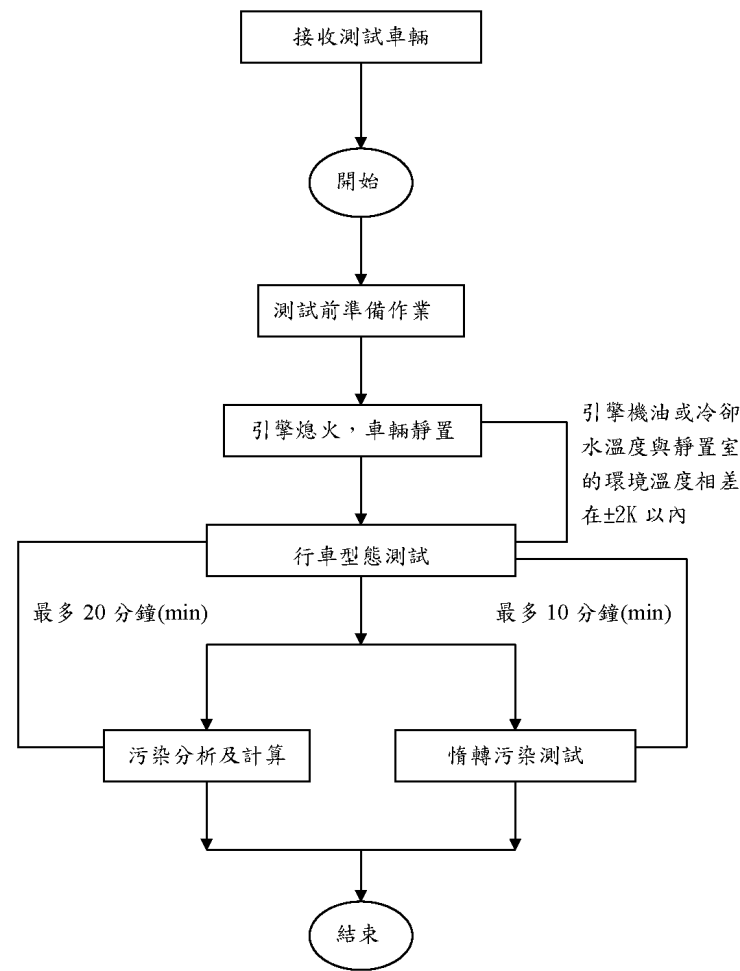 接收測試車輛
開始
測試前準備作業
引擎熄火，車輛靜置
引擎機油或冷卻
水溫度與靜置室
的環境溫度相差
在±2K 以內
行車型態測試
最多 20 分鐘(min)
最多 10 分鐘(min)
污染分析及計算
惰轉污染測試
結束